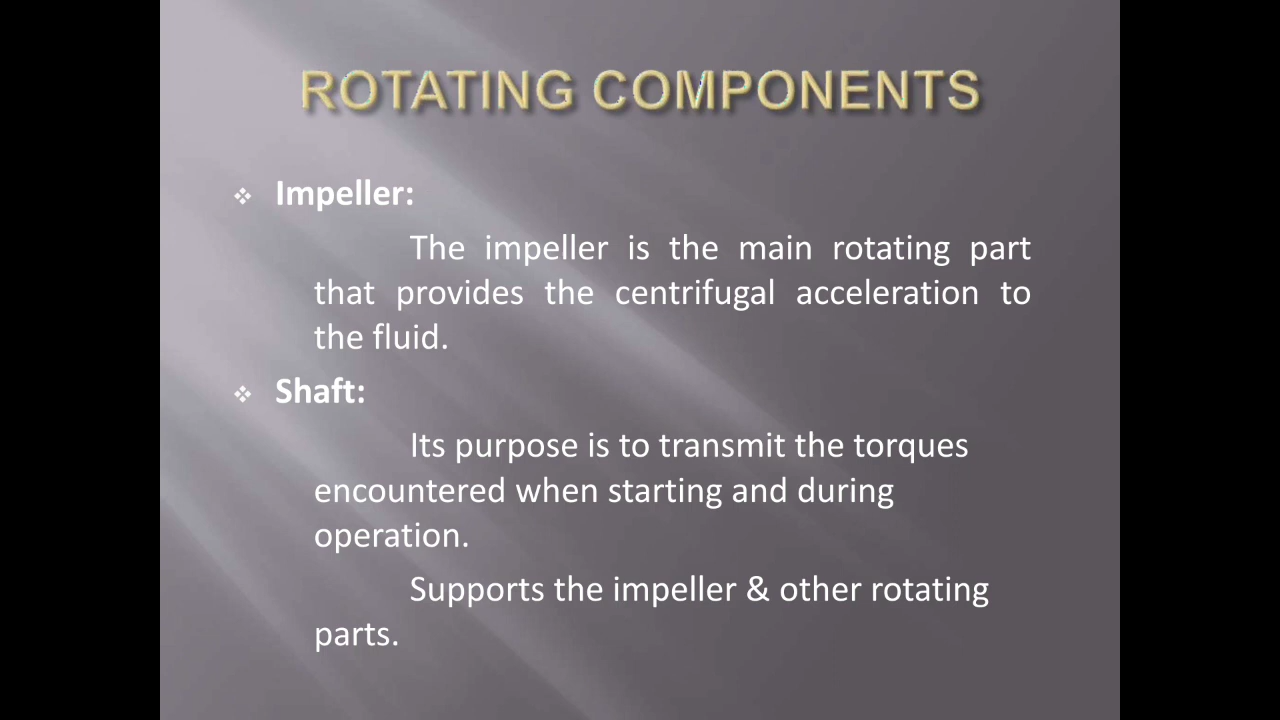 ROTATING COMPONENTS
❖ Impeller:
The impeller is the main rotating part
that provides the centrifugal acceleration to
the fluid.
❖ Shaft:
Its purpose is to transmit the torques
encountered when starting and during
operation.
Supports the impeller & other rotating
parts.